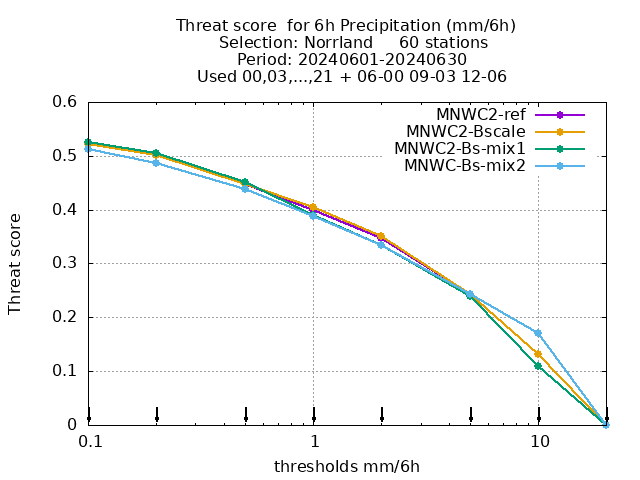 Threat score  for 6h Precipitation (mm/6h)
Selection: Norrland     60 stations
Period: 20240601-20240630
Used 00,03,...,21 + 06-00 09-03 12-06
MNWC2-ref
MNWC2-Bscale
MNWC2-Bs-mix1
MNWC-Bs-mix2
Threat score
0.6
0.5
0.4
0.3
0.2
0.1
0
0.1 1 10
thresholds mm/6h